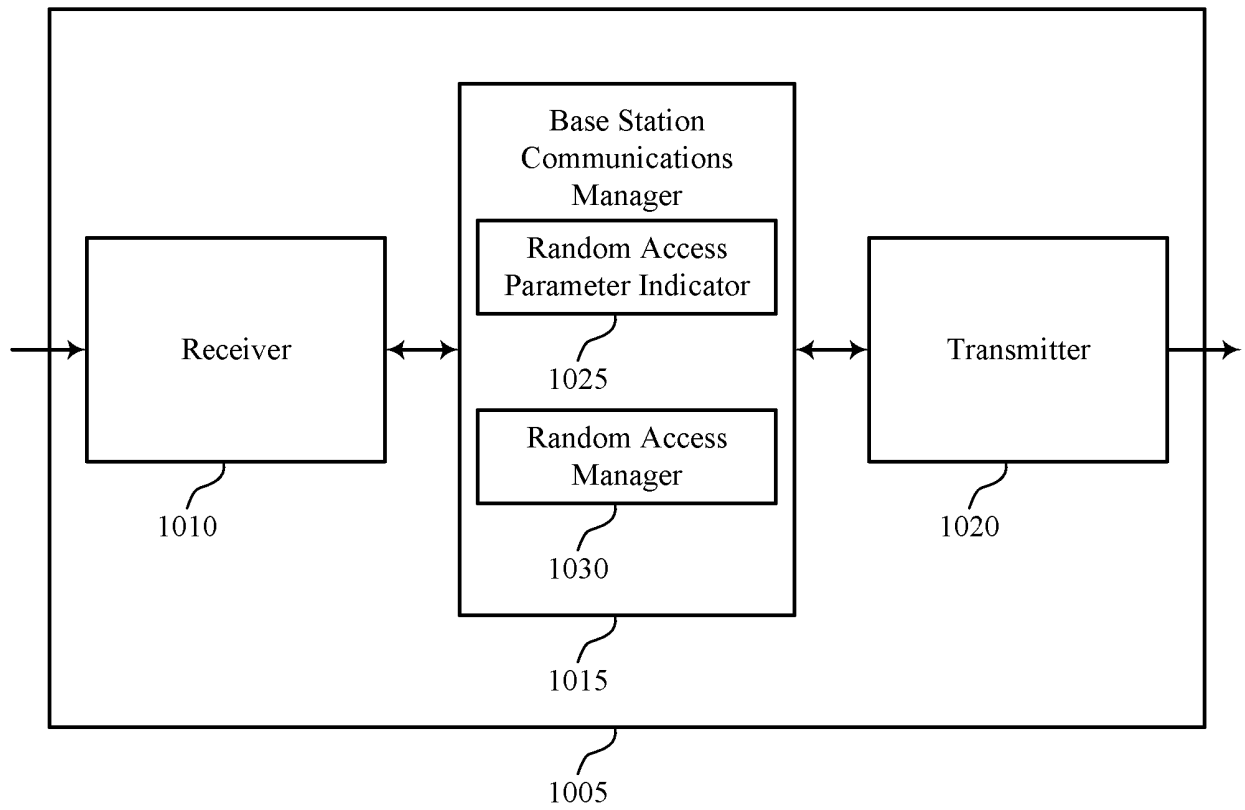 Base Station
Communications
Manager
Random Access
Parameter Indicator
1025
Receiver
Transmitter
Random Access
Manager
1010
1030
1020
1015
1005